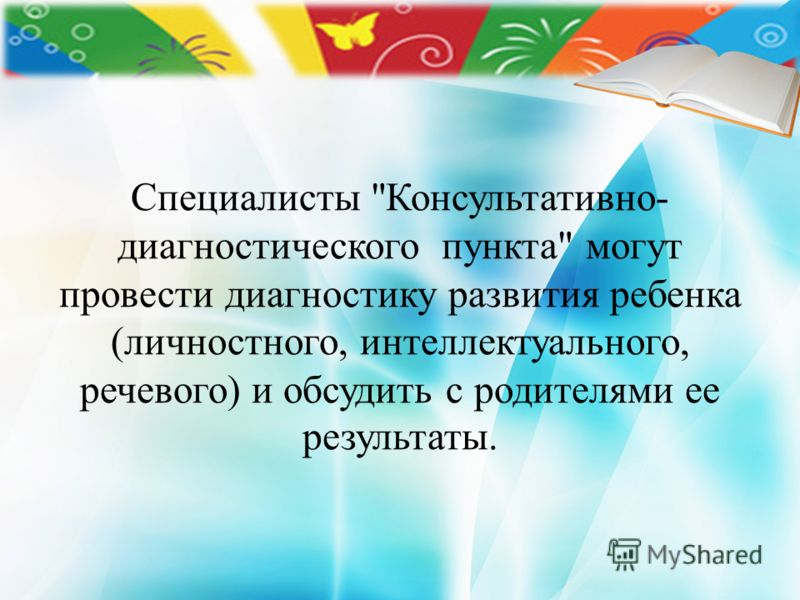 Специалисты "Консультативно-
диагностического пункта" могут
провести диагностику развития ребенка
(личностного, интеллектуального,
речевого) и обсудить с родителями ее
результаты.
MyShared